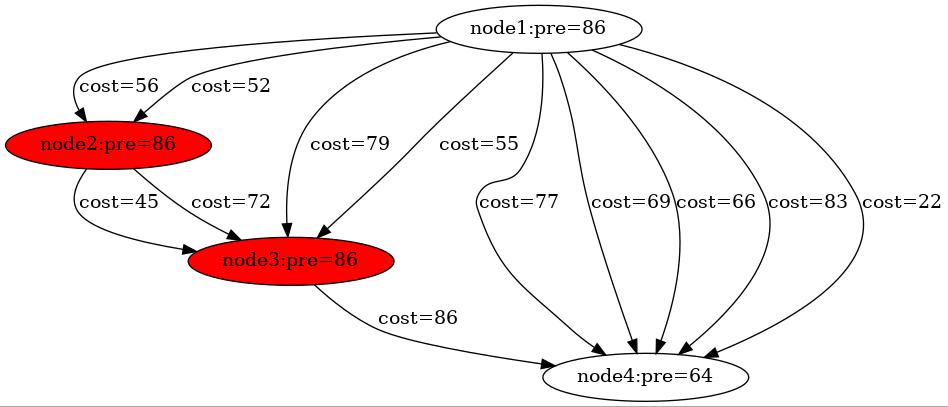 node1:pre=86
cost=56
cost=52
node2:pre=86
cost=79
cost=55
cost=45
cost=72
cost=77
cost=69
cost=66
cost=83
cost=22
node3:pre=86
cost=86
node4:pre=64